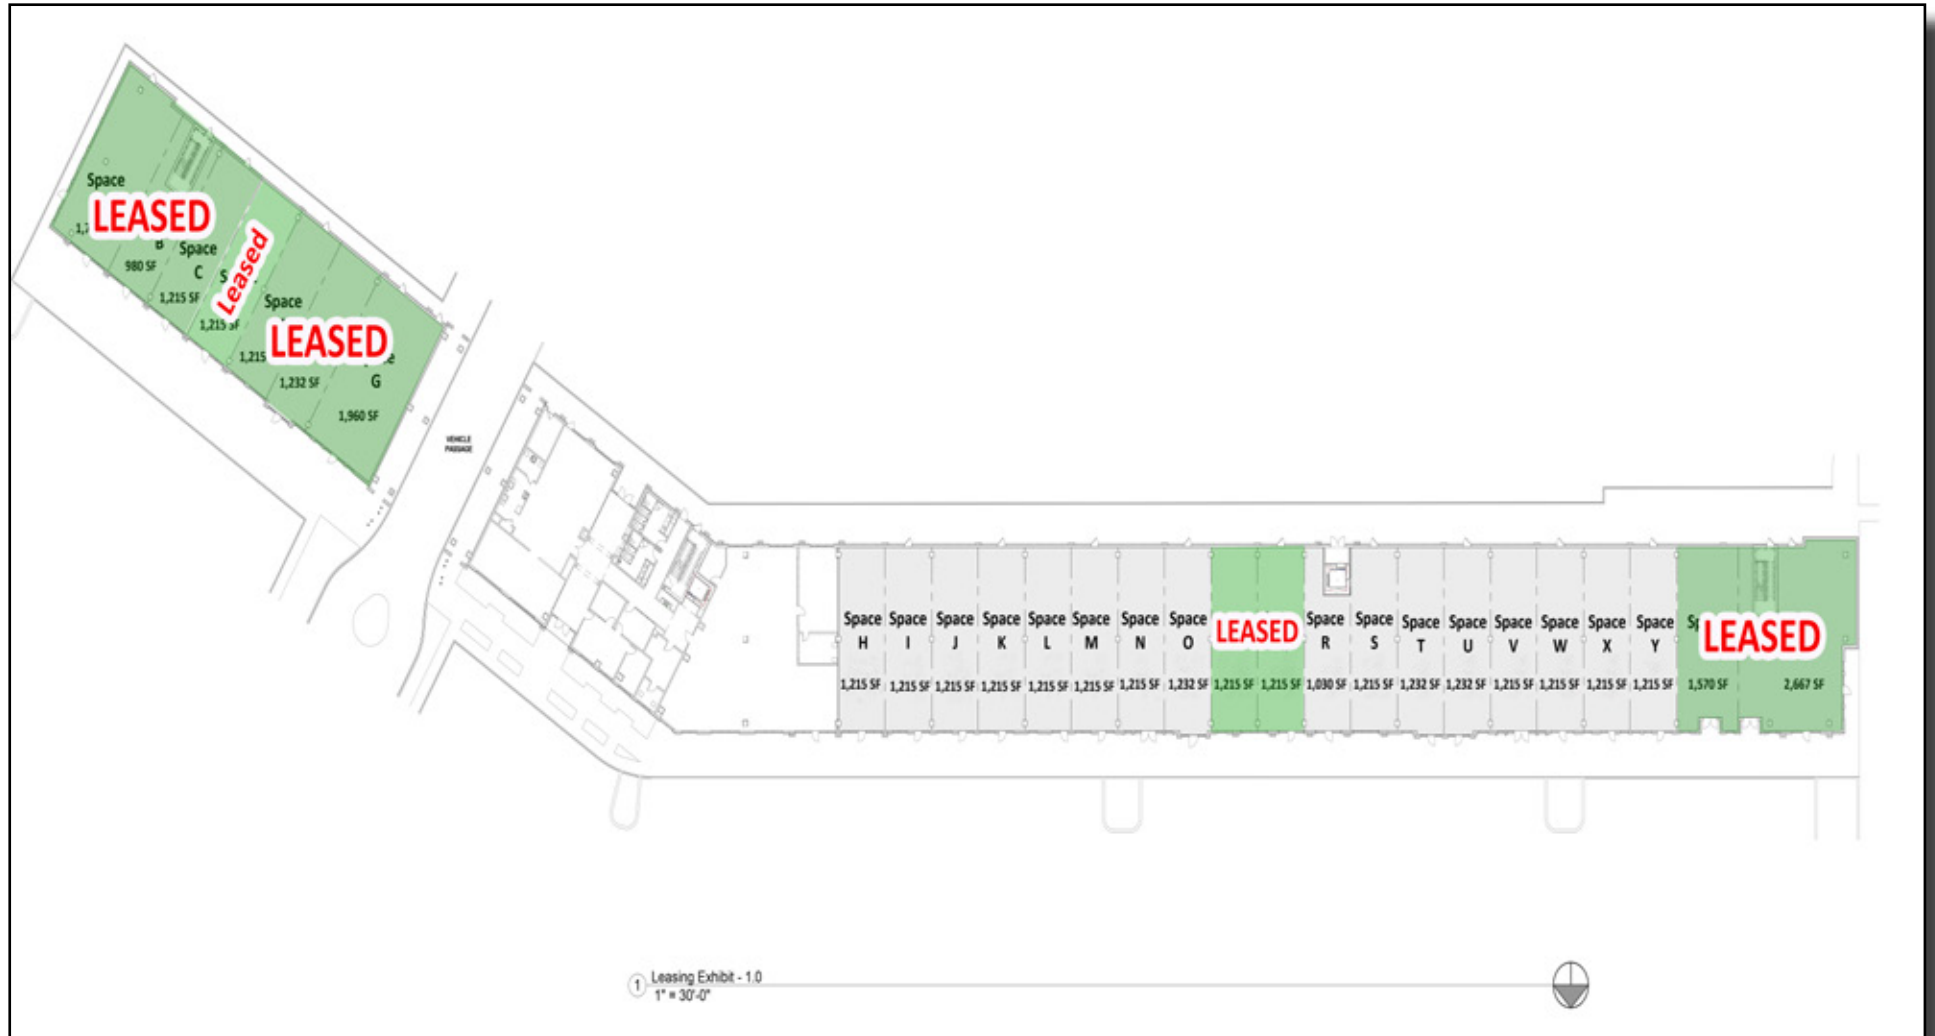 Space
LEASED
B
980 SF
Space
C
1,215 SF
Leased
1,215 SF
Space
LEASED
1,215
1,232 SF
G
1,960 SF
VEHICLE
PASSAGE
Space H
1,215 SF
Space I
1,215 SF
Space J
1,215 SF
Space K
1,215 SF
Space L
1,215 SF
Space M
1,215 SF
Space N
1,215 SF
Space O
1,232 SF
LEASED
1,215 SF
1,215 SF
Space R
1,030 SF
Space S
1,215 SF
Space T
1,232 SF
Space U
1,232 SF
Space V
1,215 SF
Space W
1,215 SF
Space X
1,215 SF
Space Y
1,215 SF
LEASED
1,570 SF
2,667 SF
1 Leasing Exhibit - 1.0
1" = 30'-0"